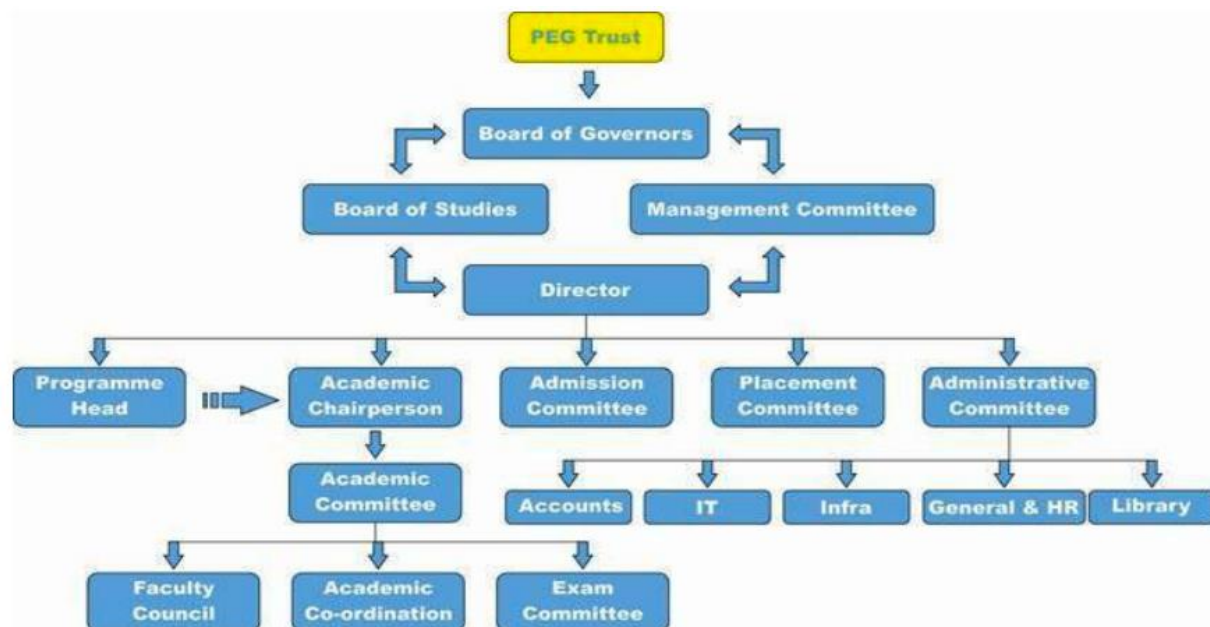 PEG Trust
Board of Governors
Board of Studies
Management Committee
Director
Programme
Head
Academic
Chairperson
Admission
Committee
Placement
Committee
Administrative
Committee
Academic
Committee
Accounts
IT
Infra
General & HR
Library
Faculty
Council
Academic
Co-ordination
Exam
Committee